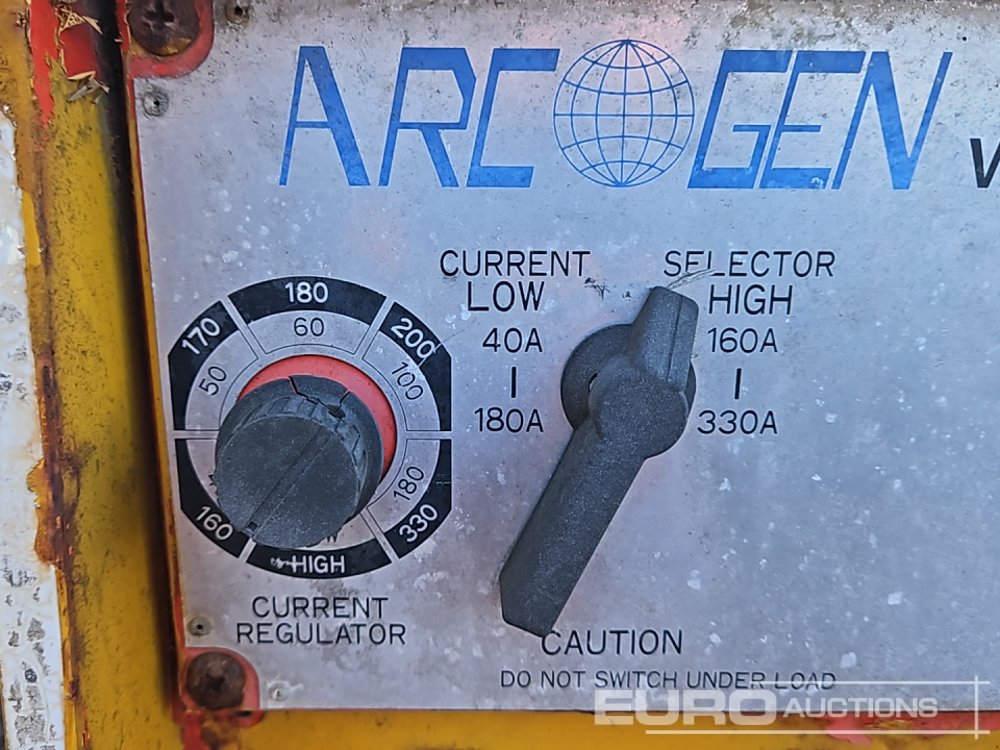 ARC GEN
CURRENT SELECTOR
LOW HIGH
40A 160A
180A 330A
170 180 200
50 60 100
180
160 330
HIGH
CURRENT
REGULATOR
CAUTION
DO NOT SWITCH UNDER LOAD
EURO AUCTIONS